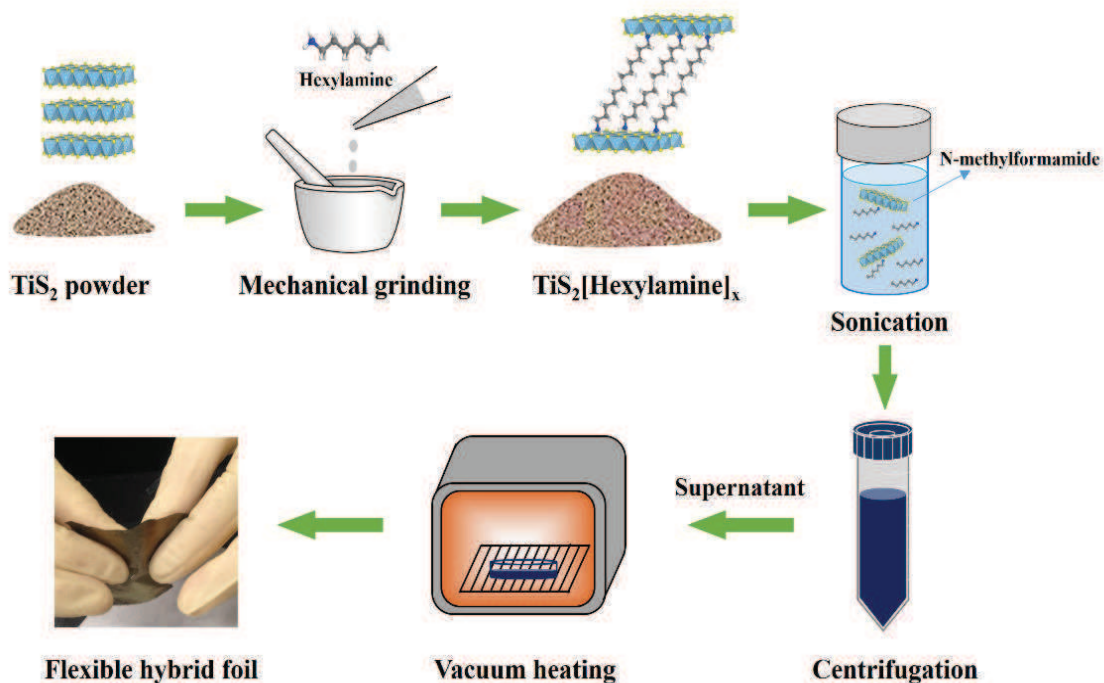 Hexylamine
N-methylformamide
TiS₂ powder
Mechanical grinding
TiS₂[Hexylamine]ₓ
Sonication
Supernatant
Flexible hybrid foil
Vacuum heating
Centrifugation